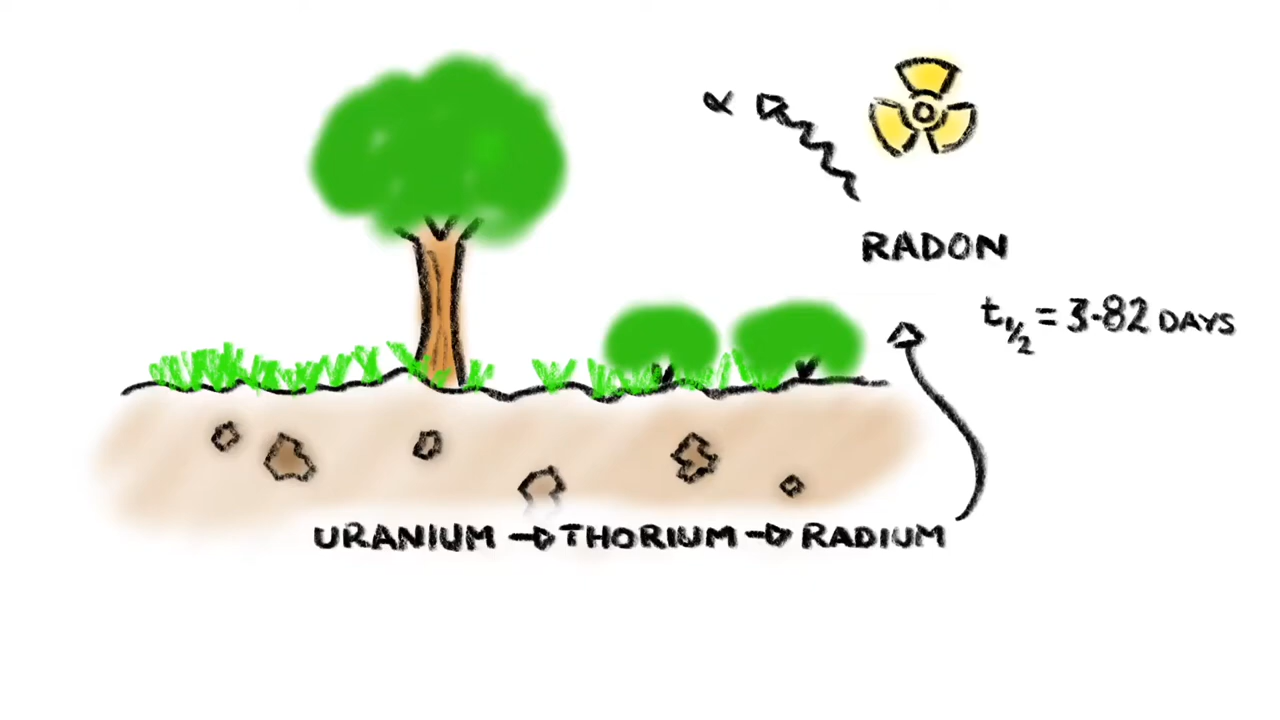 α
RADON
t1/2 = 3.82 DAYS
URANIUM → THORIUM → RADIUM